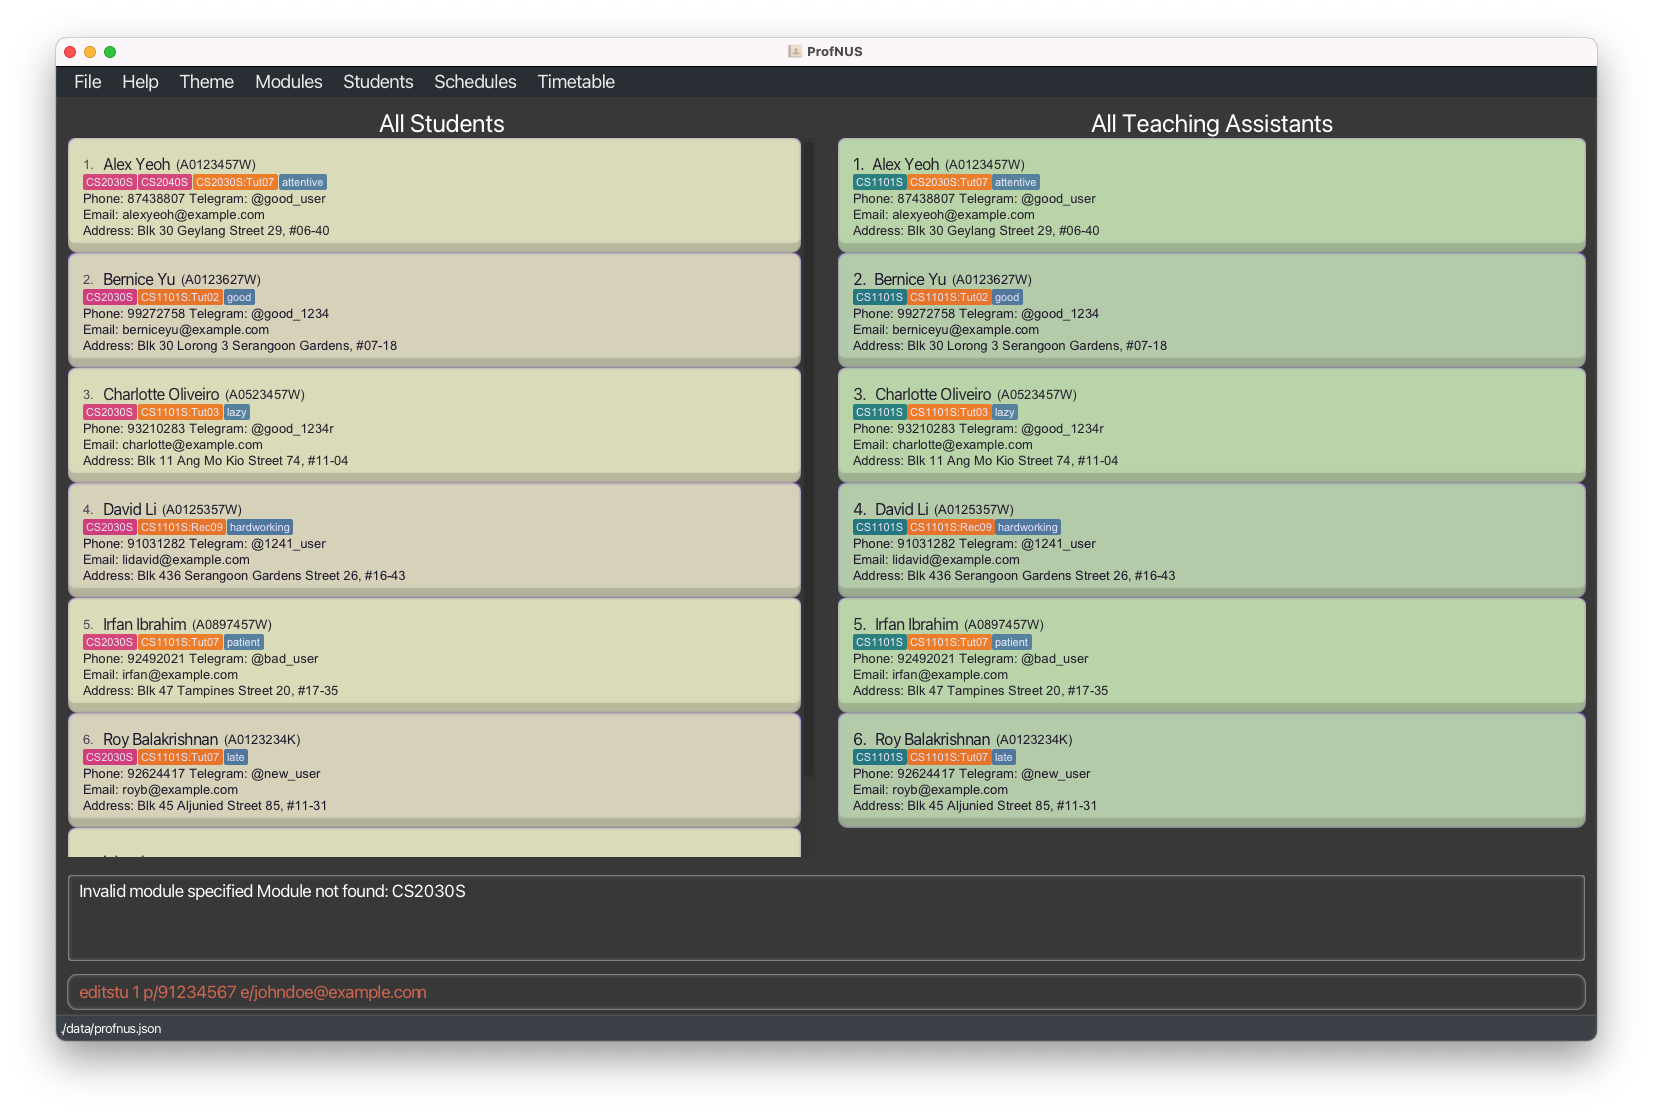 ProfNUS
File Help Theme Modules Students Schedules Timetable
All Students
1. Alex Yeoh (A0123457W)
CS2030S CS2040S CS2030S:Tut07 attentive
Phone: 87438807 Telegram: @good_user
Email: alexyeoh@example.com
Address: Blk 30 Geylang Street 29, #06-40
2. Bernice Yu (A0123627W)
CS2030S CS1101S:Tut02 good
Phone: 99272758 Telegram: @good_1234
Email: berniceyu@example.com
Address: Blk 30 Lorong 3 Serangoon Gardens, #07-18
3. Charlotte Oliveiro (A0523457W)
CS2030S CS1101S:Tut03 lazy
Phone: 93210283 Telegram: @good_1234r
Email: charlotte@example.com
Address: Blk 11 Ang Mo Kio Street 74, #11-04
4. David Li (A0125357W)
CS2030S CS1101S:Rec09 hardworking
Phone: 91031282 Telegram: @1241_user
Email: lidavid@example.com
Address: Blk 436 Serangoon Gardens Street 26, #16-43
5. Irfan Ibrahim (A0897457W)
CS2030S CS1101S:Tut07 patient
Phone: 92492021 Telegram: @bad_user
Email: irfan@example.com
Address: Blk 47 Tampines Street 20, #17-35
6. Roy Balakrishnan (A0123234K)
CS2030S CS1101S:Tut07 late
Phone: 92624417 Telegram: @new_user
Email: royb@example.com
Address: Blk 45 Aljunied Street 85, #11-31
All Teaching Assistants
1. Alex Yeoh (A0123457W)
CS1101S CS2030S:Tut07 attentive
Phone: 87438807 Telegram: @good_user
Email: alexyeoh@example.com
Address: Blk 30 Geylang Street 29, #06-40
2. Bernice Yu (A0123627W)
CS1101S CS1101S:Tut02 good
Phone: 99272758 Telegram: @good_1234
Email: berniceyu@example.com
Address: Blk 30 Lorong 3 Serangoon Gardens, #07-18
3. Charlotte Oliveiro (A0523457W)
CS1101S CS1101S:Tut03 lazy
Phone: 93210283 Telegram: @good_1234r
Email: charlotte@example.com
Address: Blk 11 Ang Mo Kio Street 74, #11-04
4. David Li (A0125357W)
CS1101S CS1101S:Rec09 hardworking
Phone: 91031282 Telegram: @1241_user
Email: lidavid@example.com
Address: Blk 436 Serangoon Gardens Street 26, #16-43
5. Irfan Ibrahim (A0897457W)
CS1101S CS1101S:Tut07 patient
Phone: 92492021 Telegram: @bad_user
Email: irfan@example.com
Address: Blk 47 Tampines Street 20, #17-35
6. Roy Balakrishnan (A0123234K)
CS1101S CS1101S:Tut07 late
Phone: 92624417 Telegram: @new_user
Email: royb@example.com
Address: Blk 45 Aljunied Street 85, #11-31
Invalid module specified Module not found: CS2030S
editstu 1 p/91234567 e/johndoe@example.com
./data/profnus.json